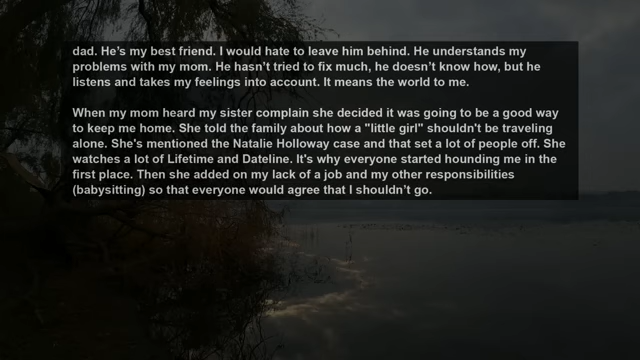 dad. He's my best friend. I would hate to leave him behind. He understands my
problems with my mom. He hasn't tried to fix much, he doesn't know how, but he
listens and takes my feelings into account. It means the world to me.
When my mom heard my sister complain she decided it was going to be a good way
to keep me home. She told the family about how a "little girl" shouldn't be traveling
alone. She's mentioned the Natalie Holloway case and that set a lot of people off. She
watches a lot of Lifetime and Dateline. It's why everyone started hounding me in the
first place. Then she added on my lack of a job and my other responsibilities
(babysitting) so that everyone would agree that I shouldn't go.